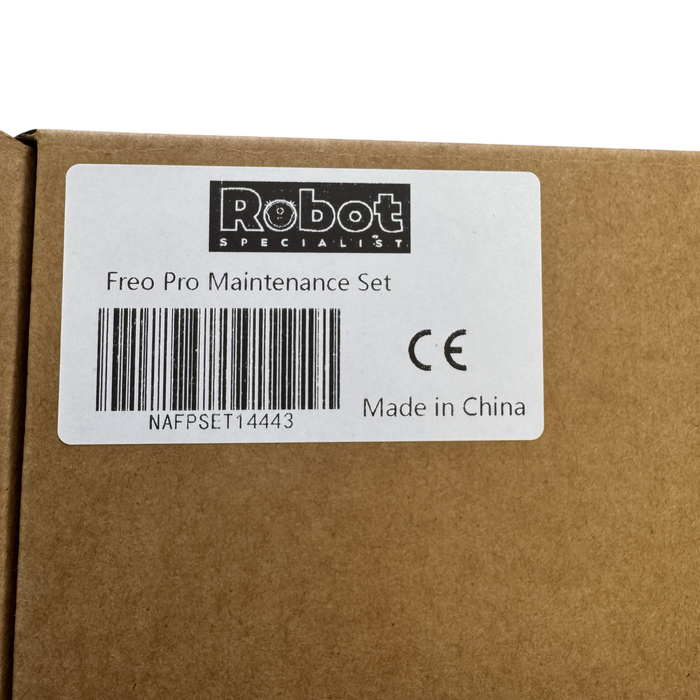 Robot
SPECIALIST
Freo Pro Maintenance Set
CE
NAFPSET14443
Made in China